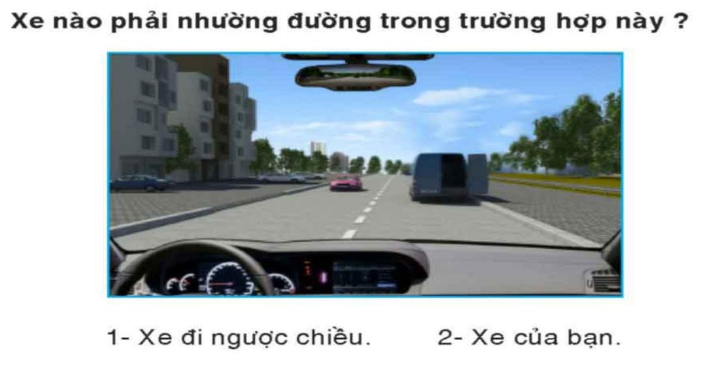 Xe nào phải nhường đường trong trường hợp này ?
1- Xe đi ngược chiều. 2- Xe của bạn.